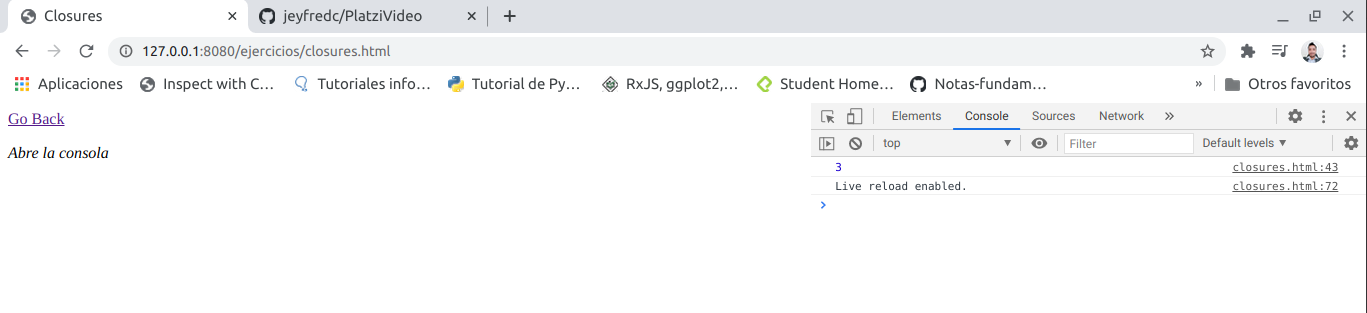 Closures
jeyfredc/PlatziVideo
127.0.0.1:8080/ejercicios/closures.html
Aplicaciones
Inspect with C…
Tutoriales info…
Tutorial de Py…
RxJS, ggplot2,…
Student Home…
Notas-fundam…
»
Otros favoritos
Go Back
Abre la consola
Elements
Console
Sources
Network
»
top
Filter
Default levels
3
closures.html:43
Live reload enabled.
closures.html:72